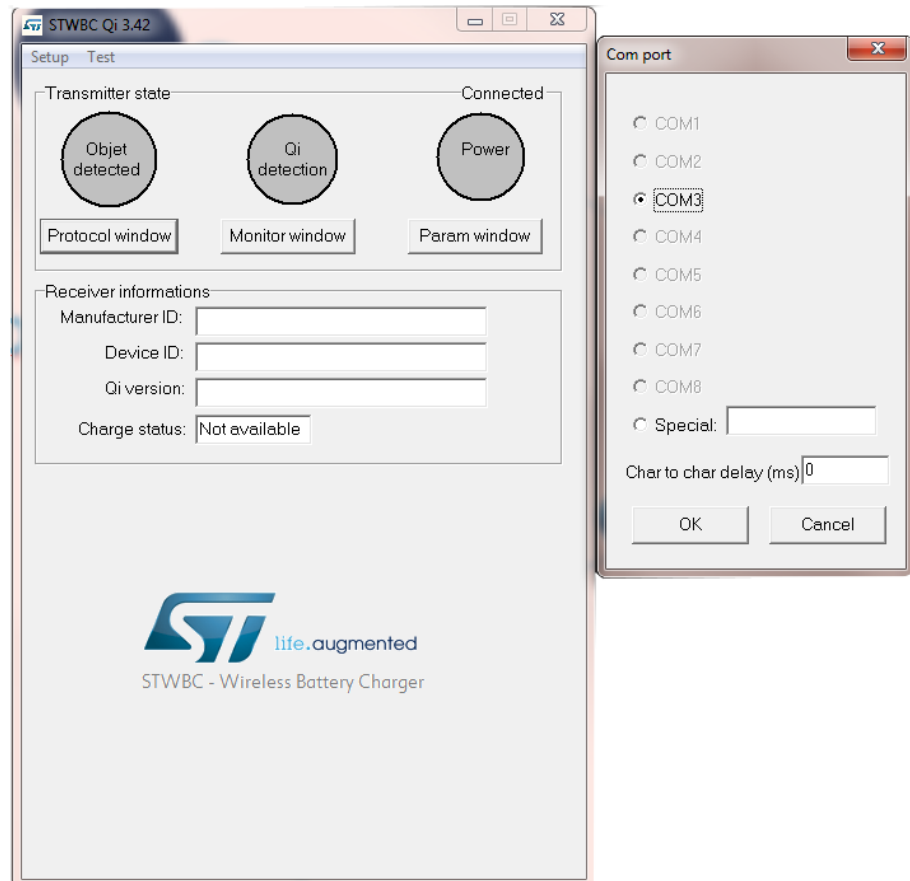 STWBC Qi 3.42
Setup Test
Transmitter state Connected
Objet detected
Qi detection
Power
Protocol window Monitor window Param window
Receiver informations
Manufacturer ID:
Device ID:
Qi version:
Charge status: Not available
ST life.augmented
STWBC - Wireless Battery Charger
Com port
COM1
COM2
COM3
COM4
COM5
COM6
COM7
COM8
Special:
Char to char delay (ms) 0
OK Cancel